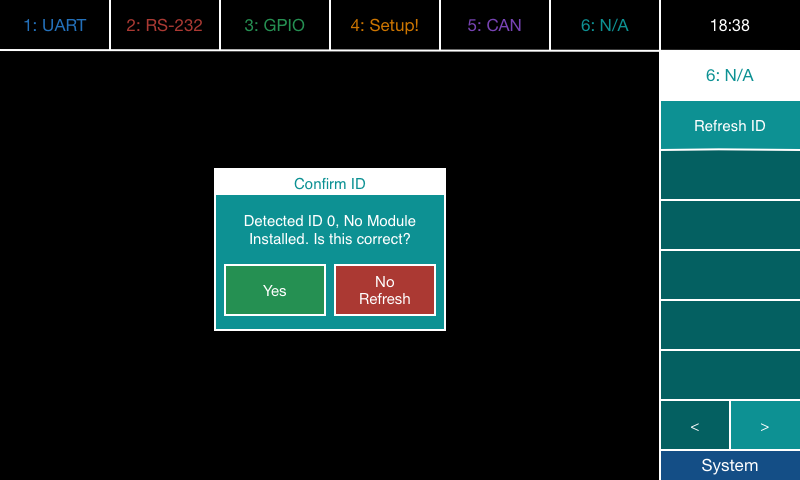 1: UART
2: RS-232
3: GPIO
4: Setup!
5: CAN
6: N/A
18:38
6: N/A
Refresh ID
Confirm ID
Detected ID 0, No Module
Installed. Is this correct?
Yes
No
Refresh
<
>
System